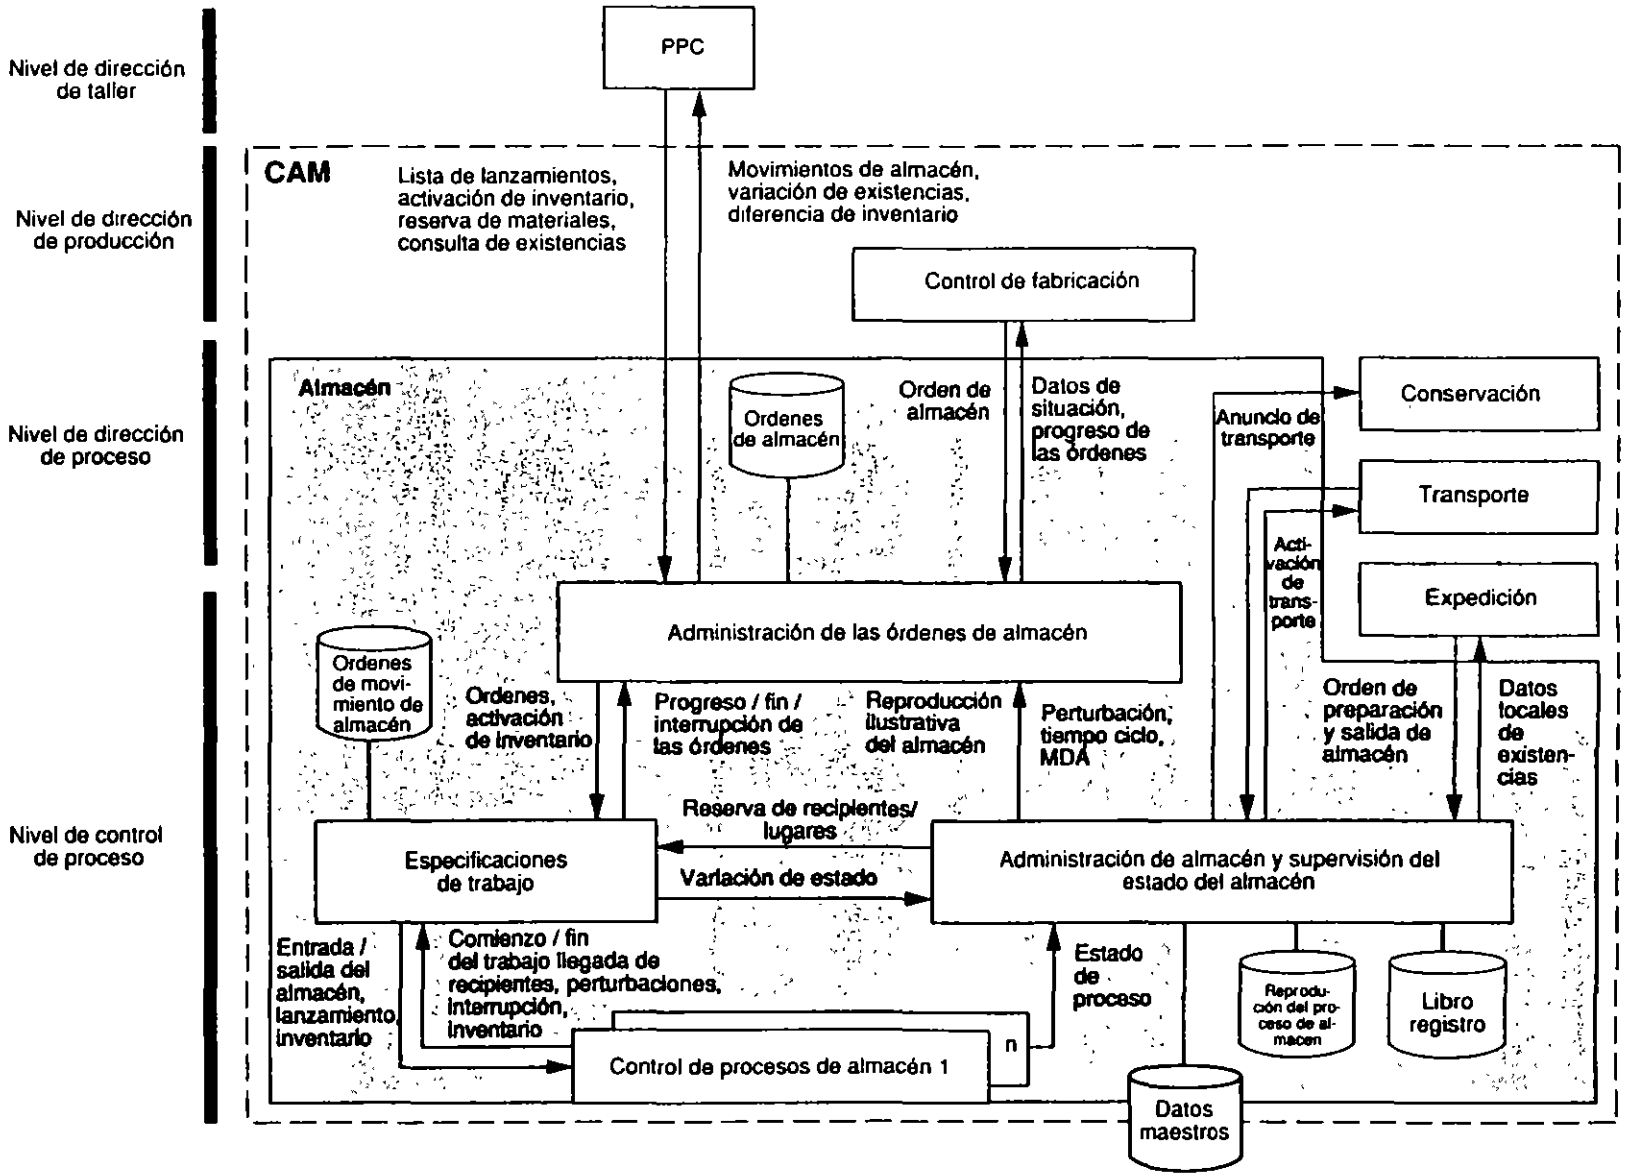 PPC
Nivel de dirección
de taller
CAM
Lista de lanzamientos,
activación de inventario,
reserva de materiales,
consulta de existencias
Movimientos de almacén,
variación de existencias,
diferencia de inventario
Nivel de dirección
de producción
Control de fabricación
Almacén
Ordenes
de almacén
Orden de
almacén
Datos de
situación,
progreso de
las órdenes
Anuncio de
transporte
Conservación
Nivel de dirección
de proceso
Transporte
Acti-
vación
de
trans-
porte
Expedición
Administración de las órdenes de almacén
Ordenes
de movi-
miento de
almacén
Ordenes,
activación
de inventario
Progreso / fin /
interrupción de
las órdenes
Reproducción
ilustrativa
del almacén
Perturbación,
tiempo ciclo,
MDA
Orden de
preparación
y salida de
almacén
Datos
locales
de
existen-
cias
Nivel de control
de proceso
Reserva de recipientes/
lugares
Especificaciones
de trabajo
Variación de estado
Administración de almacén y supervisión del
estado del almacén
Entrada /
salida del
almacén,
lanzamiento,
inventario
Comienzo / fin
del trabajo llegada de
recipientes, perturbaciones,
interrupción,
inventario
Estado
de
proceso
Reprodu-
ción del pro-
ceso de al-
macen
Libro
registro
n
Control de procesos de almacén 1
Datos
maestros